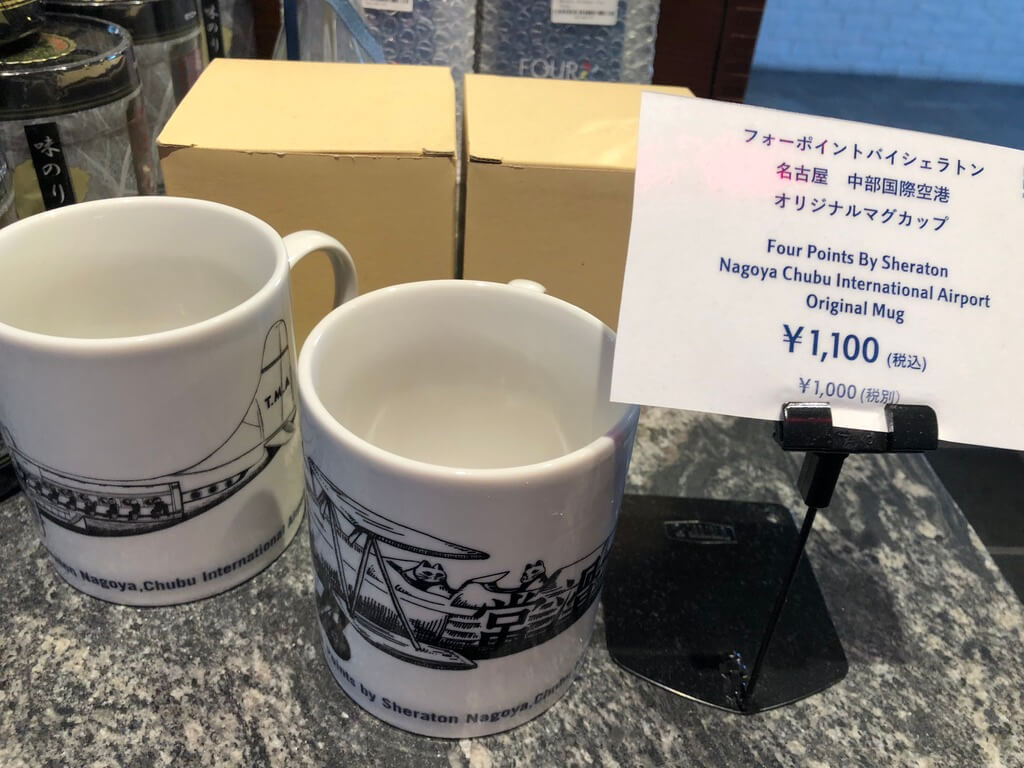 味のり
FOUR
フォーポイントバイシェラトン
名古屋 中部国際空港
オリジナルマグカップ
Four Points By Sheraton
Nagoya Chubu International Airport
Original Mug
￥1,100 (税込)
￥1,000 (税別)
T.M.A
Nagoya,Chubu International
常滑
Points by Sheraton Nagoya,